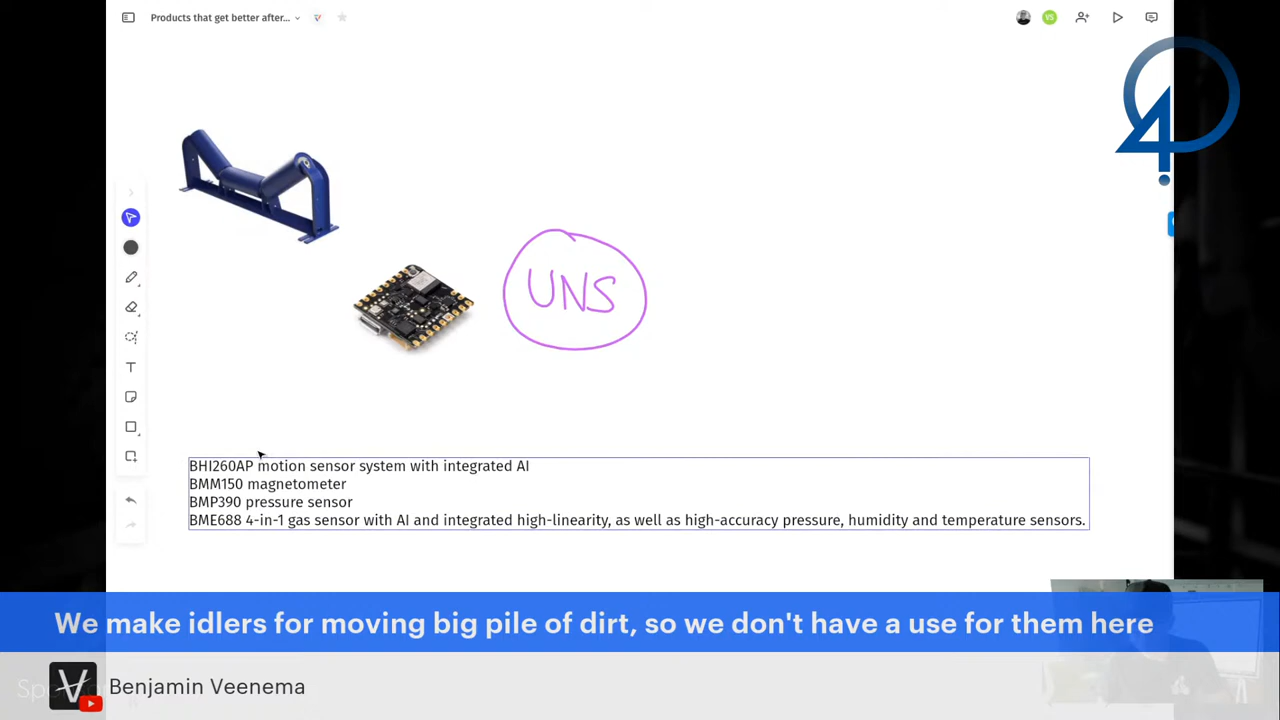 Products that get better after...
VS
4
UNS
BHI260AP motion sensor system with integrated AI
BMM150 magnetometer
BMP390 pressure sensor
BME688 4-in-1 gas sensor with AI and integrated high-linearity, as well as high-accuracy pressure, humidity and temperature sensors.
We make idlers for moving big pile of dirt, so we don't have a use for them here
Benjamin Veenema